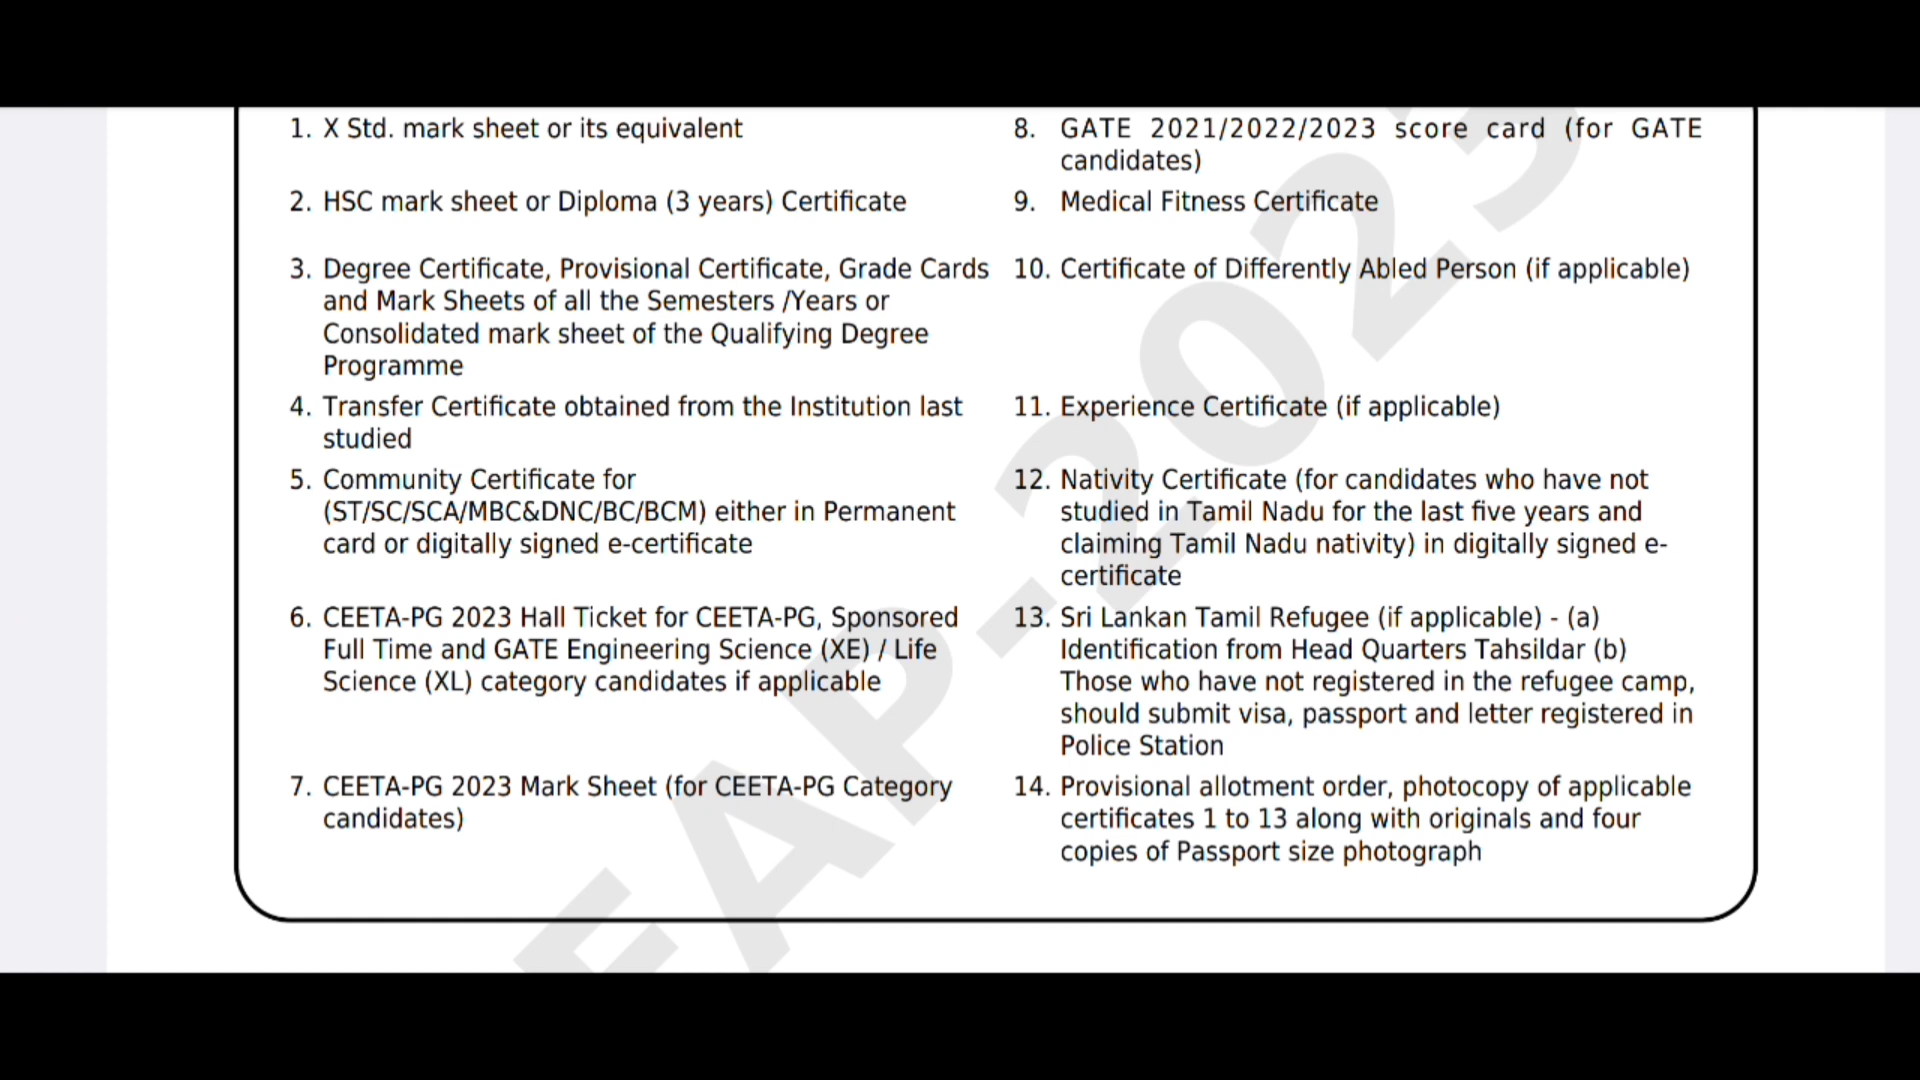 1. X Std. mark sheet or its equivalent
2. HSC mark sheet or Diploma (3 years) Certificate
3. Degree Certificate, Provisional Certificate, Grade Cards
and Mark Sheets of all the Semesters /Years or
Consolidated mark sheet of the Qualifying Degree
Programme
4. Transfer Certificate obtained from the Institution last
studied
5. Community Certificate for
(ST/SC/SCA/MBC&DNC/BC/BCM) either in Permanent
card or digitally signed e-certificate
6. CEETA-PG 2023 Hall Ticket for CEETA-PG, Sponsored
Full Time and GATE Engineering Science (XE) / Life
Science (XL) category candidates if applicable
7. CEETA-PG 2023 Mark Sheet (for CEETA-PG Category
candidates)
8. GATE 2021/2022/2023 score card (for GATE
candidates)
9. Medical Fitness Certificate
10. Certificate of Differently Abled Person (if applicable)
11. Experience Certificate (if applicable)
12. Nativity Certificate (for candidates who have not
studied in Tamil Nadu for the last five years and
claiming Tamil Nadu nativity) in digitally signed e-
certificate
13. Sri Lankan Tamil Refugee (if applicable) - (a)
Identification from Head Quarters Tahsildar (b)
Those who have not registered in the refugee camp,
should submit visa, passport and letter registered in
Police Station
14. Provisional allotment order, photocopy of applicable
certificates 1 to 13 along with originals and four
copies of Passport size photograph
EAP-2023